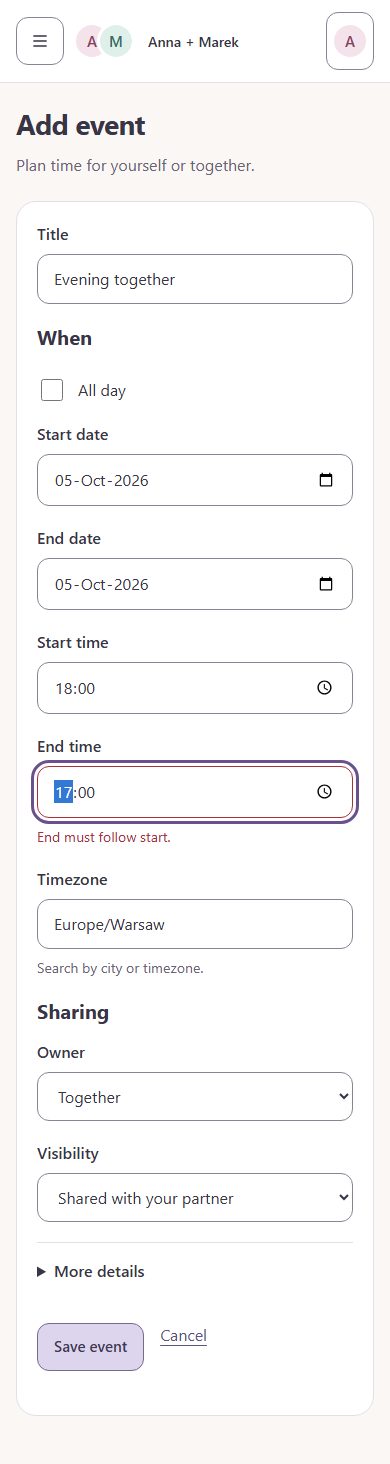 A M Anna + Marek A
Add event
Plan time for yourself or together.
Title
Evening together
When
All day
Start date
05-Oct-2026
End date
05-Oct-2026
Start time
18:00
End time
17:00
End must follow start.
Timezone
Europe/Warsaw
Search by city or timezone.
Sharing
Owner
Together
Visibility
Shared with your partner
More details
Save event Cancel